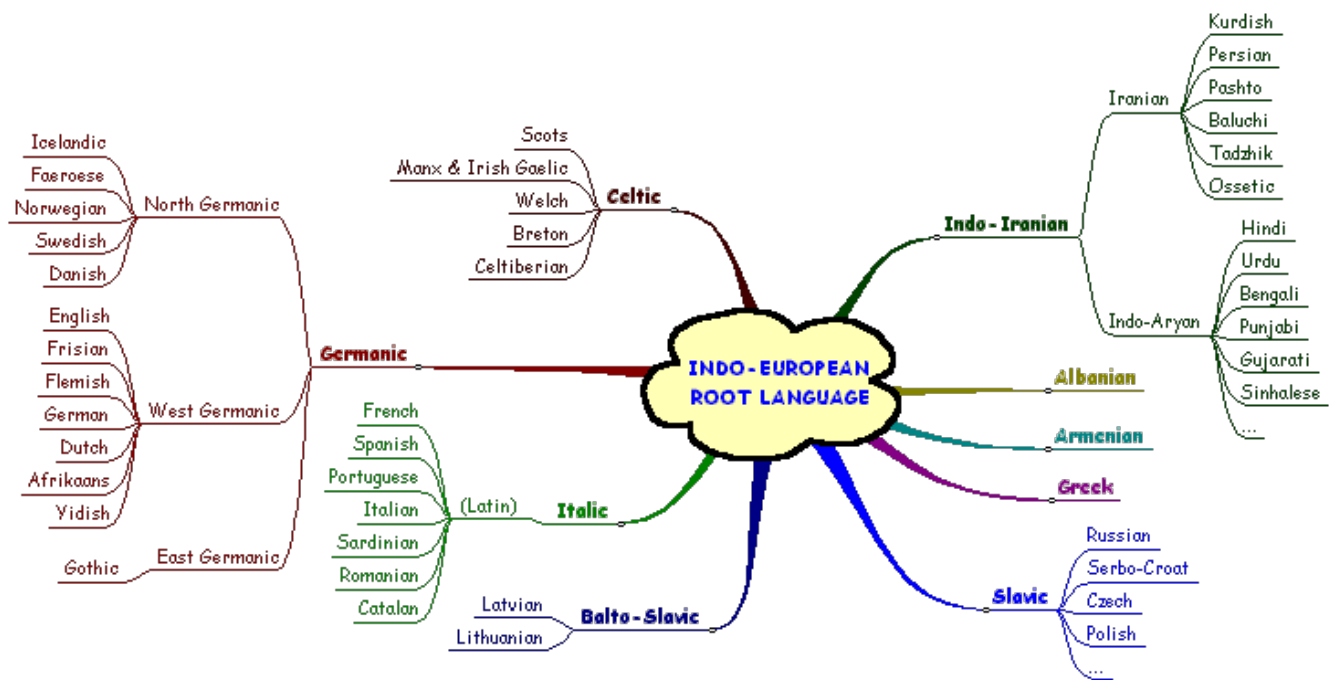 INDO-EUROPEAN
ROOT LANGUAGE
Celtic
Scots
Manx & Irish Gaelic
Welch
Breton
Celtiberian
Germanic
North Germanic
Icelandic
Faeroese
Norwegian
Swedish
Danish
West Germanic
English
Frisian
Flemish
German
Dutch
Afrikaans
Yidish
East Germanic
Gothic
Italic
(Latin)
French
Spanish
Portuguese
Italian
Sardinian
Romanian
Catalan
Balto-Slavic
Latvian
Lithuanian
Indo-Iranian
Iranian
Kurdish
Persian
Pashto
Baluchi
Tadzhik
Ossetic
Indo-Aryan
Hindi
Urdu
Bengali
Punjabi
Gujarati
Sinhalese
...
Albanian
Armenian
Greek
Slavic
Russian
Serbo-Croat
Czech
Polish
...